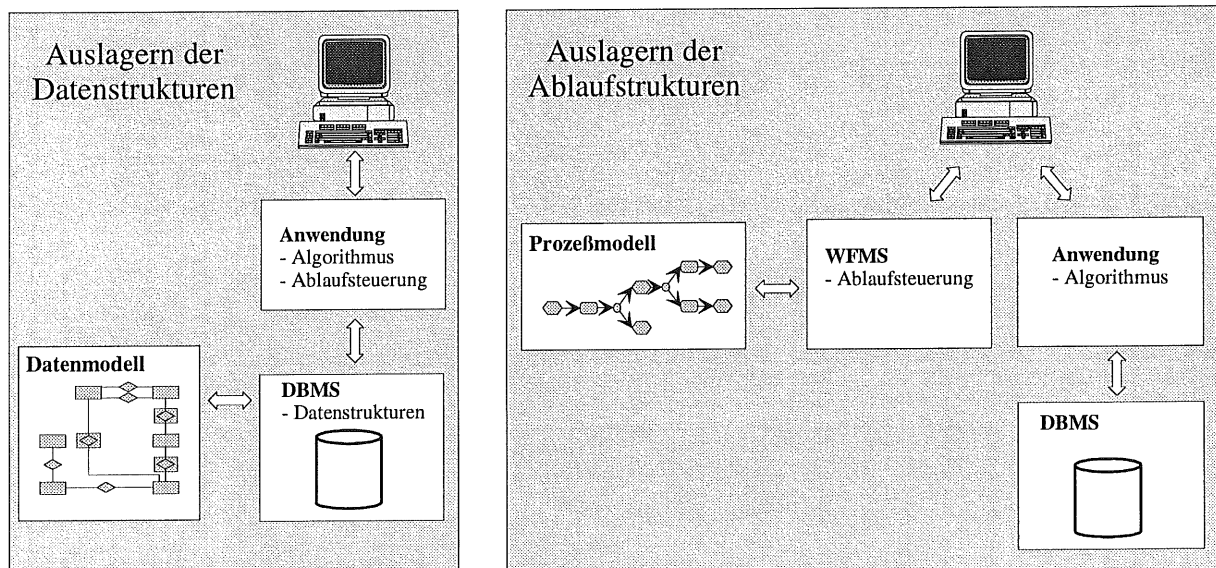 Auslagern der
Datenstrukturen
Anwendung
- Algorithmus
- Ablaufsteuerung
Datenmodell
DBMS
- Datenstrukturen
Auslagern der
Ablaufstrukturen
Prozeßmodell
WFMS
- Ablaufsteuerung
Anwendung
- Algorithmus
DBMS